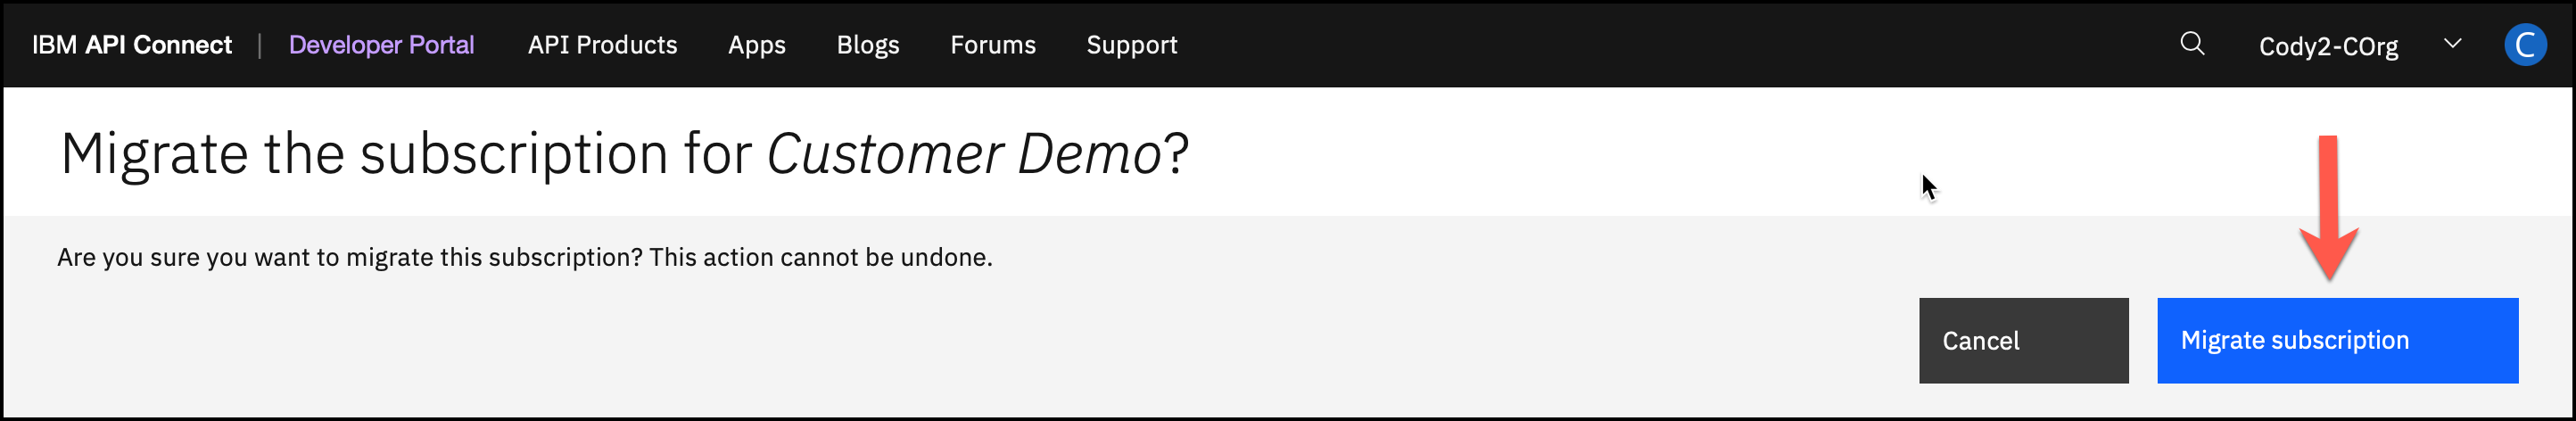 IBM API Connect | Developer Portal API Products Apps Blogs Forums Support Cody2-COrg C
Migrate the subscription for Customer Demo?
Are you sure you want to migrate this subscription? This action cannot be undone.
Cancel Migrate subscription